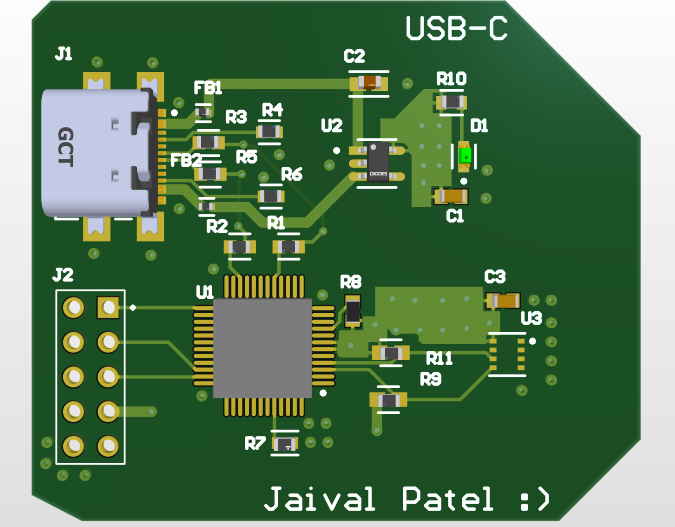 USB-C
J1
C2
FB1
R10
R3
R4
U2
D1
GCT
FB2
R5
DIODES
R6
C1
R2
R1
J2
R8
C3
U1
U3
R11
R9
R7
Jaival Patel :)